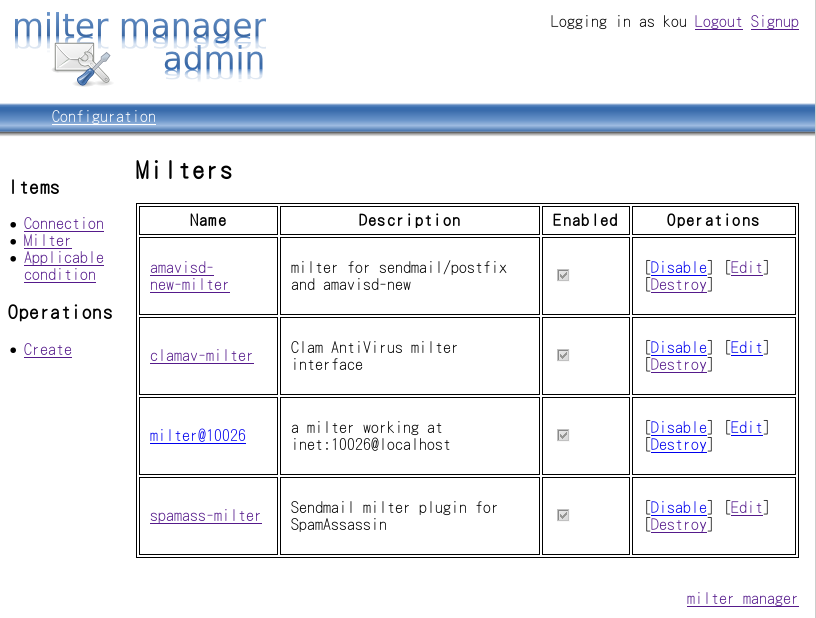 milter manager
admin
Logging in as kou Logout Signup
Configuration
Items
• Connection
• Milter
• Applicable
condition
Operations
• Create
Milters
Name Description Enabled Operations
amavisd-
new-milter
milter for sendmail/postfix
and amavisd-new
[Disable] [Edit]
[Destroy]
clamav-milter
Clam AntiVirus milter
interface
[Disable] [Edit]
[Destroy]
milter@10026
a milter working at
inet:10026@localhost
[Disable] [Edit]
[Destroy]
spamass-milter
Sendmail milter plugin for
SpamAssassin
[Disable] [Edit]
[Destroy]
milter manager